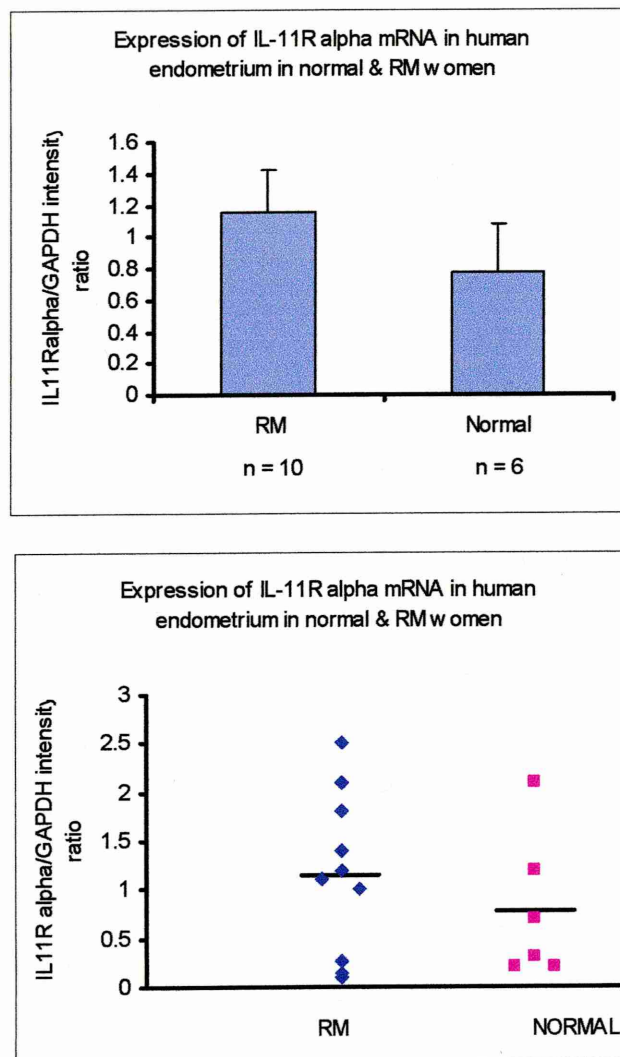 Expression of IL-11R alpha mRNA in human
endometrium in normal & RM women
IL11Ralpha/GAPDH intensity
ratio
1.6
1.4
1.2
1
0.8
0.6
0.4
0.2
0
RM
Normal
n = 10
n = 6
Expression of IL-11R alpha mRNA in human
endometrium in normal & RM women
IL11R alpha/GAPDH intensity
ratio
3
2.5
2
1.5
1
0.5
0
RM
NORMAL